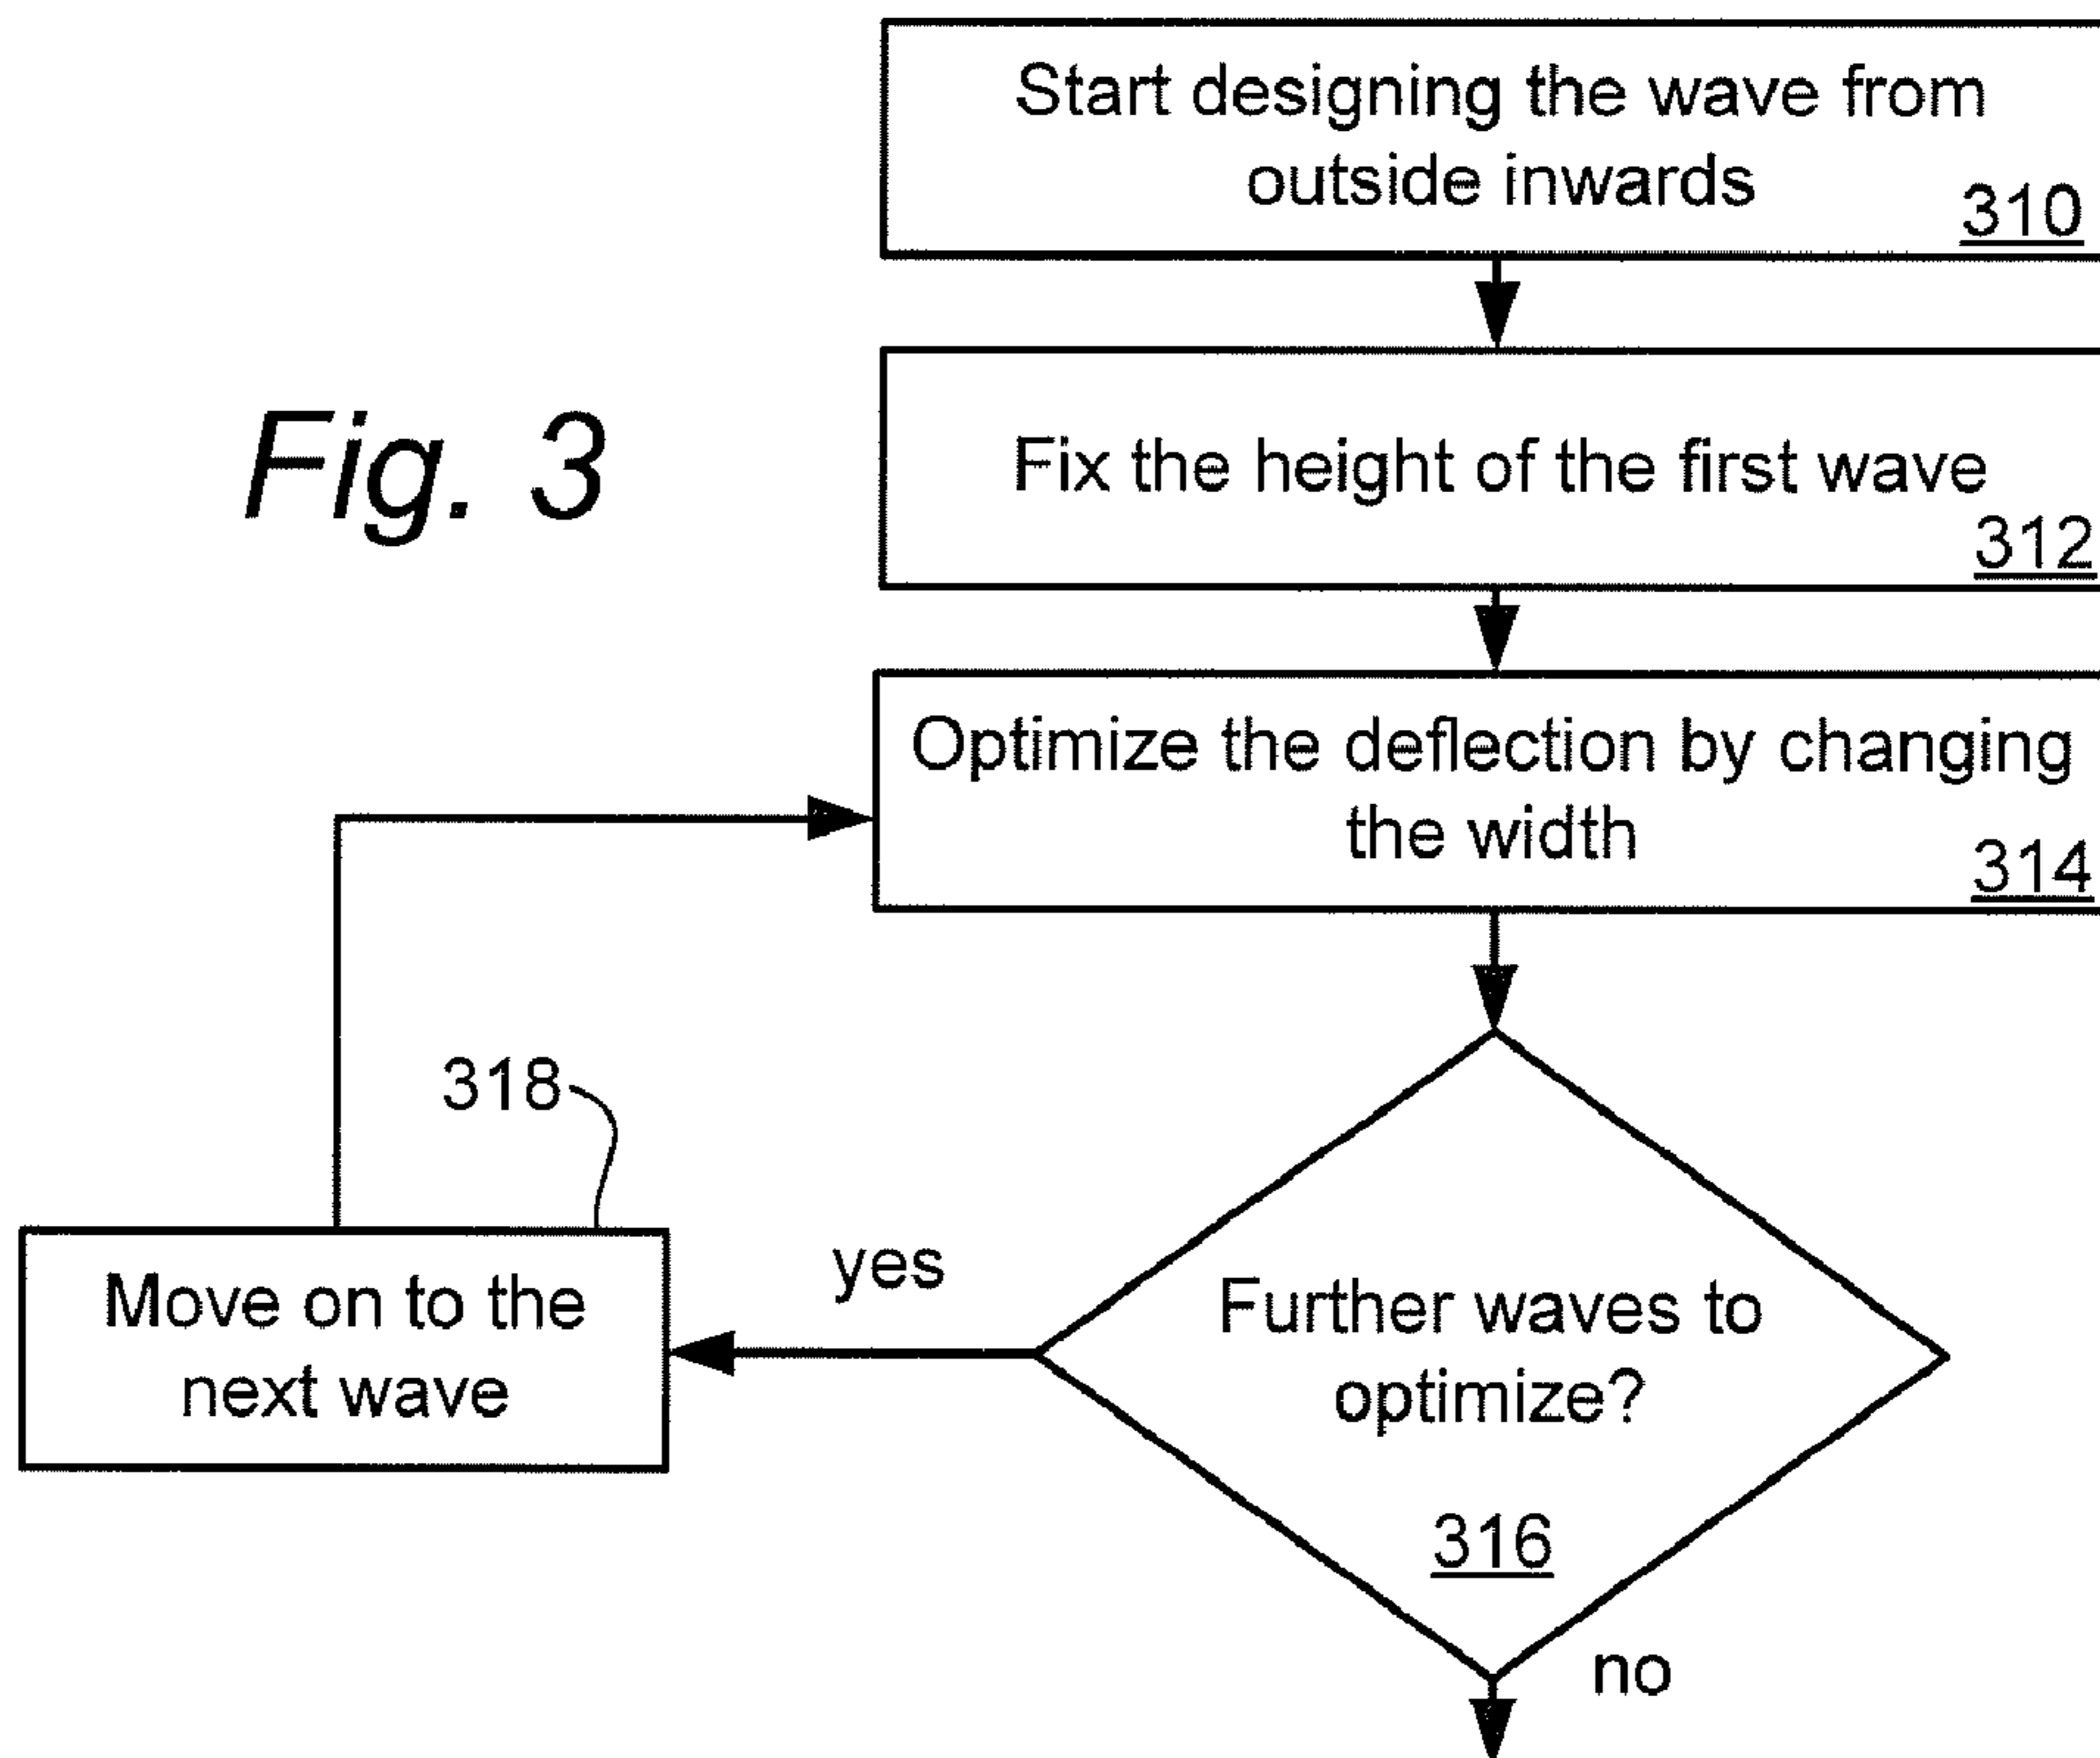 Start designing the wave from
outside inwards
310
Fig. 3
Fix the height of the first wave
312
Optimize the deflection by changing
the width
314
318
Move on to the
next wave
yes
Further waves to
optimize?
316
no